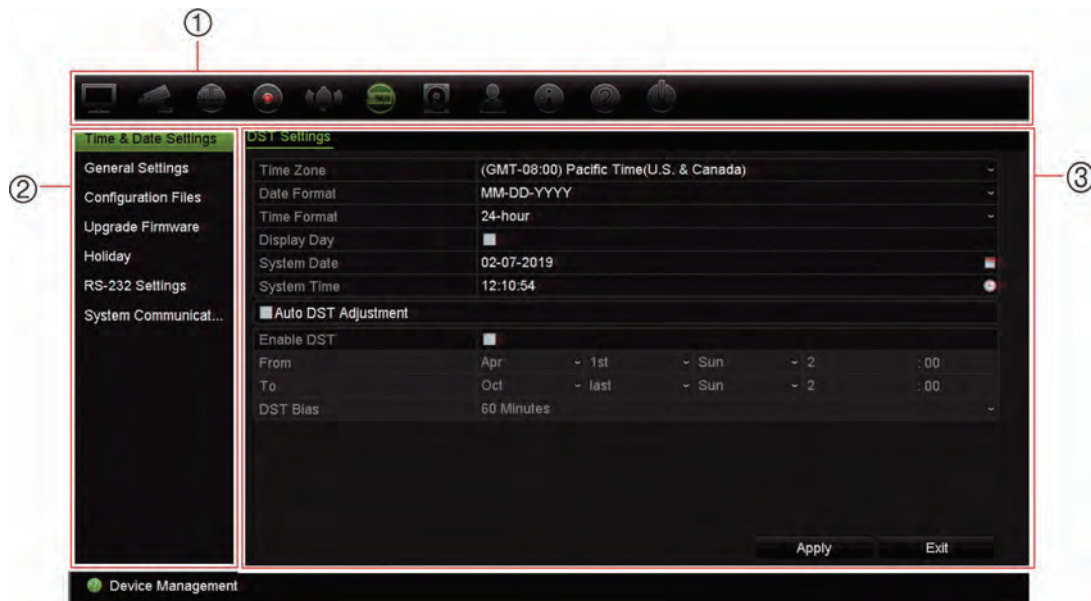 ①
Time & Date Settings
General Settings
Configuration Files
Upgrade Firmware
Holiday
RS-232 Settings
System Communicat...
②
DST Settings
Time Zone (GMT-08:00) Pacific Time(U.S. & Canada)
Date Format MM-DD-YYYY
Time Format 24-hour
Display Day
System Date 02-07-2019
System Time 12:10:54
Auto DST Adjustment
Enable DST
From Apr 1st Sun 2 :00
To Oct last Sun 2 :00
DST Bias 60 Minutes
Apply Exit
③
Device Management